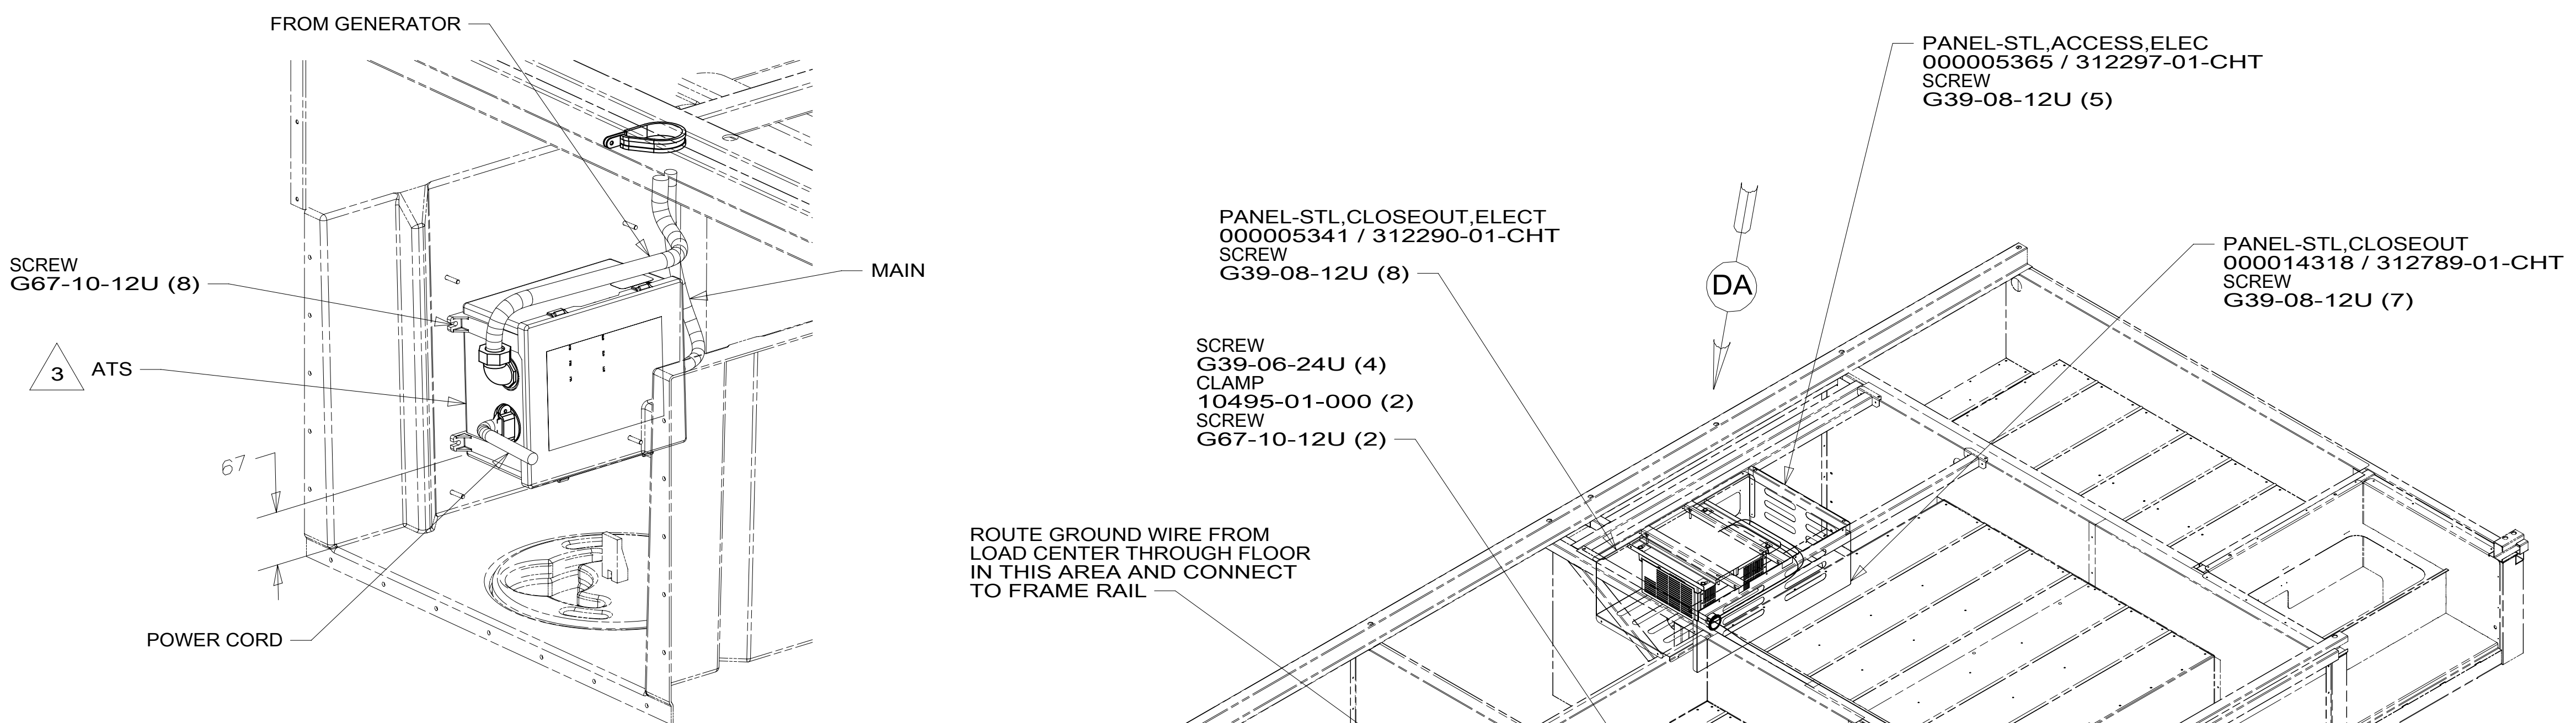 FROM GENERATOR
SCREW
G67-10-12U (8)
MAIN
3
ATS
67
POWER CORD
PANEL-STL,ACCESS,ELEC
000005365 / 312297-01-CHT
SCREW
G39-08-12U (5)
PANEL-STL,CLOSEOUT,ELECT
000005341 / 312290-01-CHT
SCREW
G39-08-12U (8)
DA
PANEL-STL,CLOSEOUT
000014318 / 312789-01-CHT
SCREW
G39-08-12U (7)
SCREW
G39-06-24U (4)
CLAMP
10495-01-000 (2)
SCREW
G67-10-12U (2)
ROUTE GROUND WIRE FROM
LOAD CENTER THROUGH FLOOR
IN THIS AREA AND CONNECT
TO FRAME RAIL